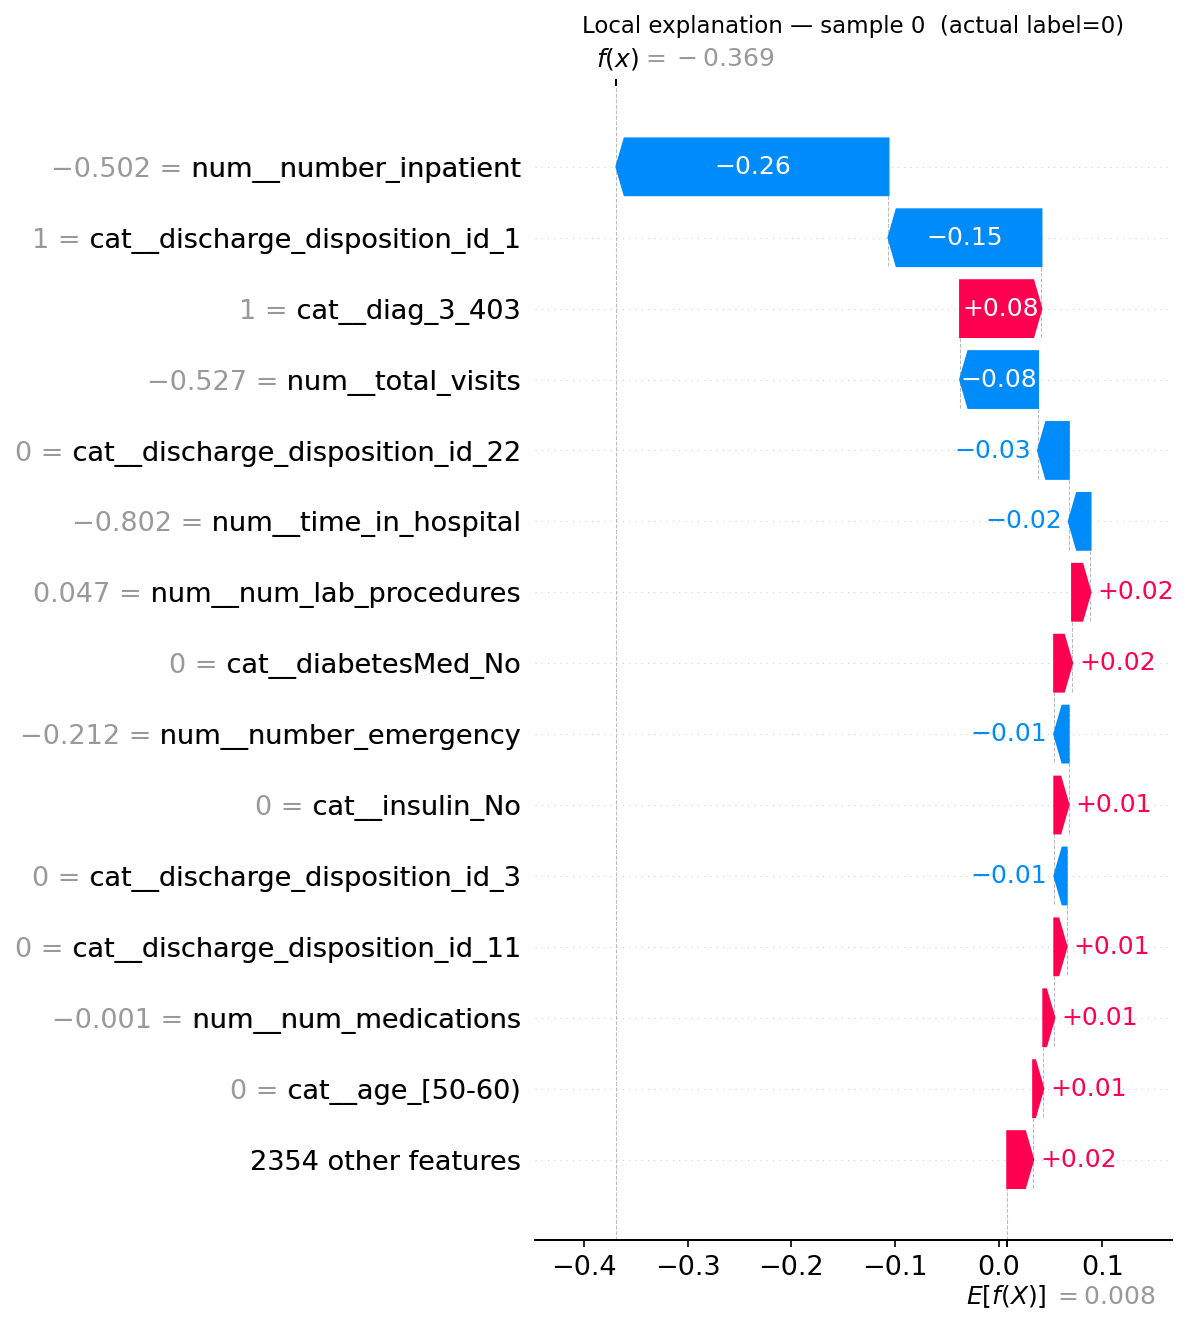 Local explanation — sample 0  (actual label=0)
f(x) = −0.369
−0.502 = num__number_inpatient −0.26
1 = cat__discharge_disposition_id_1 −0.15
1 = cat__diag_3_403 +0.08
−0.527 = num__total_visits −0.08
0 = cat__discharge_disposition_id_22 −0.03
−0.802 = num__time_in_hospital −0.02
0.047 = num__num_lab_procedures +0.02
0 = cat__diabetesMed_No +0.02
−0.212 = num__number_emergency −0.01
0 = cat__insulin_No +0.01
0 = cat__discharge_disposition_id_3 −0.01
0 = cat__discharge_disposition_id_11 +0.01
−0.001 = num__num_medications +0.01
0 = cat__age_[50-60) +0.01
2354 other features +0.02
−0.4 −0.3 −0.2 −0.1 0.0 0.1
E[f(X)] = 0.008